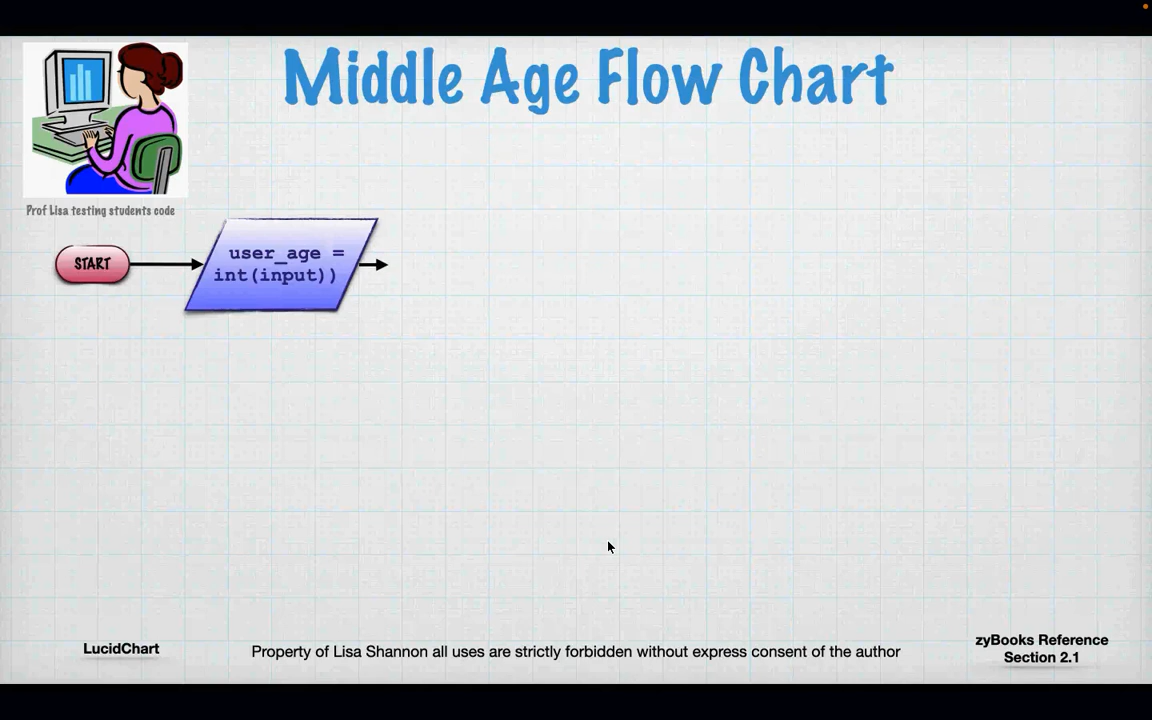 Middle Age Flow Chart
Prof Lisa testing students code
START
user_age =
int(input))
LucidChart
Property of Lisa Shannon all uses are strictly forbidden without express consent of the author
zyBooks Reference
Section 2.1